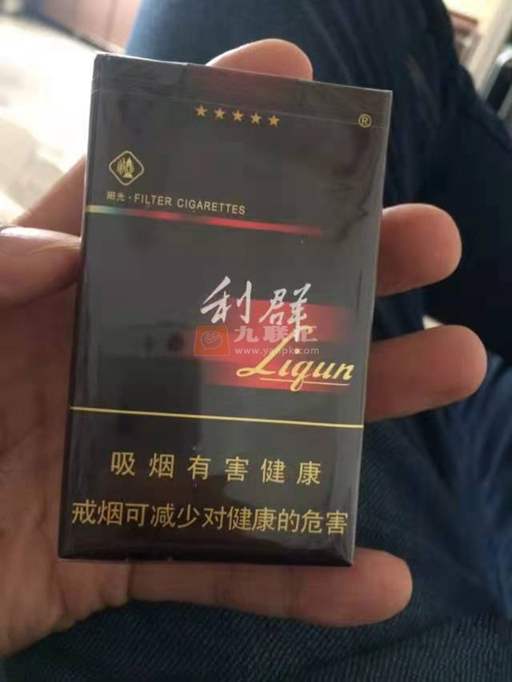 ★★★★★
®
阳光·FILTER CIGARETTES
利群
九联汇
Liqun
吸烟有害健康
戒烟可减少对健康的危害